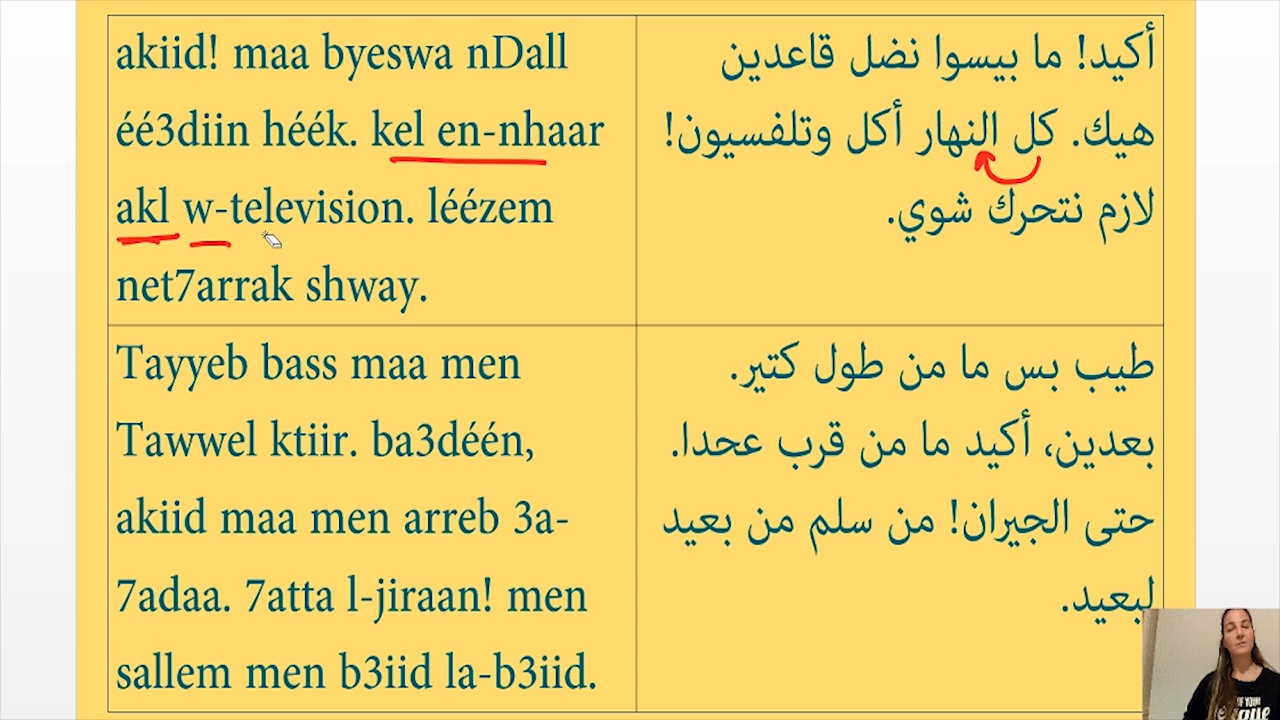 akiid! maa byeswa nDall
éé3diin héék. kel en-nhaar
akl w-television. léézem
net7arrak shway.
أكيد! ما بيسوا نضل قاعدين
هيك. كل النهار أكل وتلفسيون!
لازم نتحرك شوي.
Tayyeb bass maa men
Tawwel ktiir. ba3déén,
akiid maa men arreb 3a-
7adaa. 7atta l-jiraan! men
sallem men b3iid la-b3iid.
طيب بس ما من طول كتير.
بعدين، أكيد ما من قرب عحدا.
حتى الجيران! من سلم من بعيد
لبعيد.